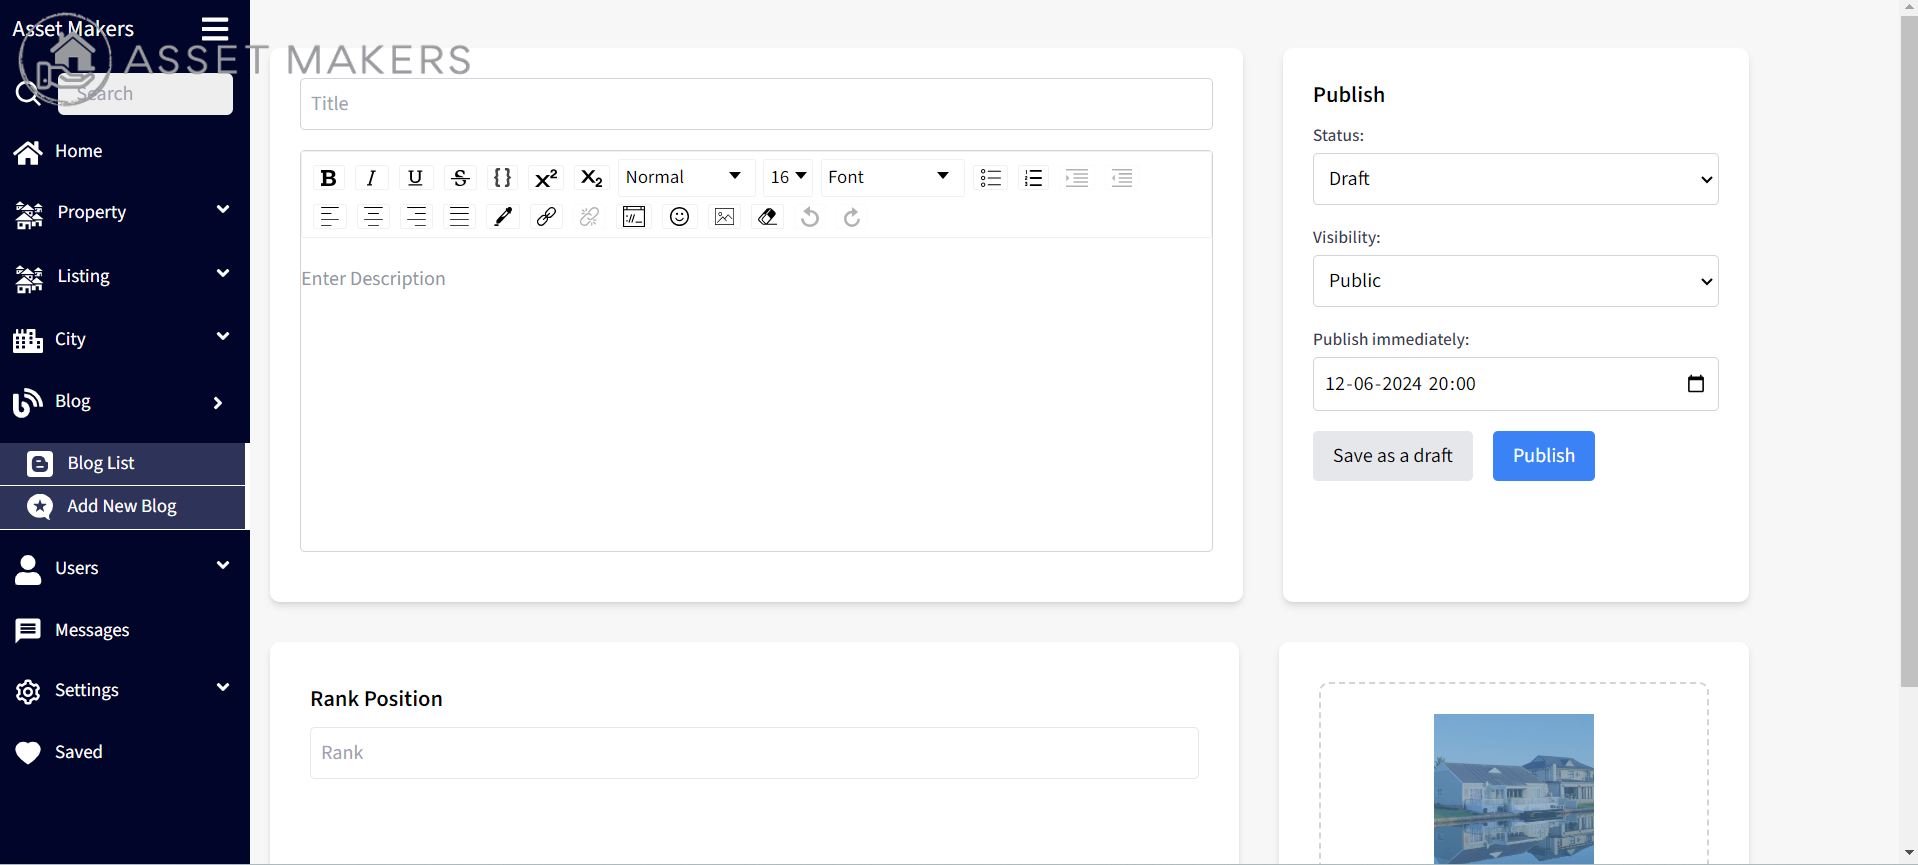 Asset Makers
ASSET MAKERS
Search
Home
Property
Listing
City
Blog
Blog List
Add New Blog
Users
Messages
Settings
Saved
Title
B I U S {} X² X₂ Normal 16 Font
Enter Description
Publish
Status:
Draft
Visibility:
Public
Publish immediately:
12-06-2024 20:00
Save as a draft
Publish
Rank Position
Rank